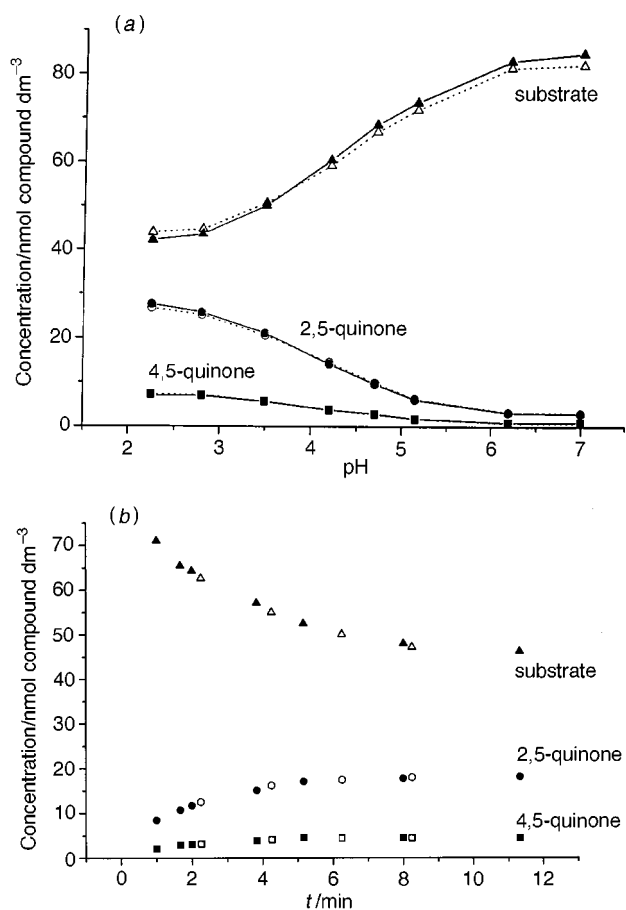 (a)
Concentration/nmol compound dm⁻³
80
60
40
20
0
substrate
2,5-quinone
4,5-quinone
2 3 4 5 6 7
pH
(b)
Concentration/nmol compound dm⁻³
70
60
50
40
30
20
10
0
substrate
2,5-quinone
4,5-quinone
0 2 4 6 8 10 12
t/min